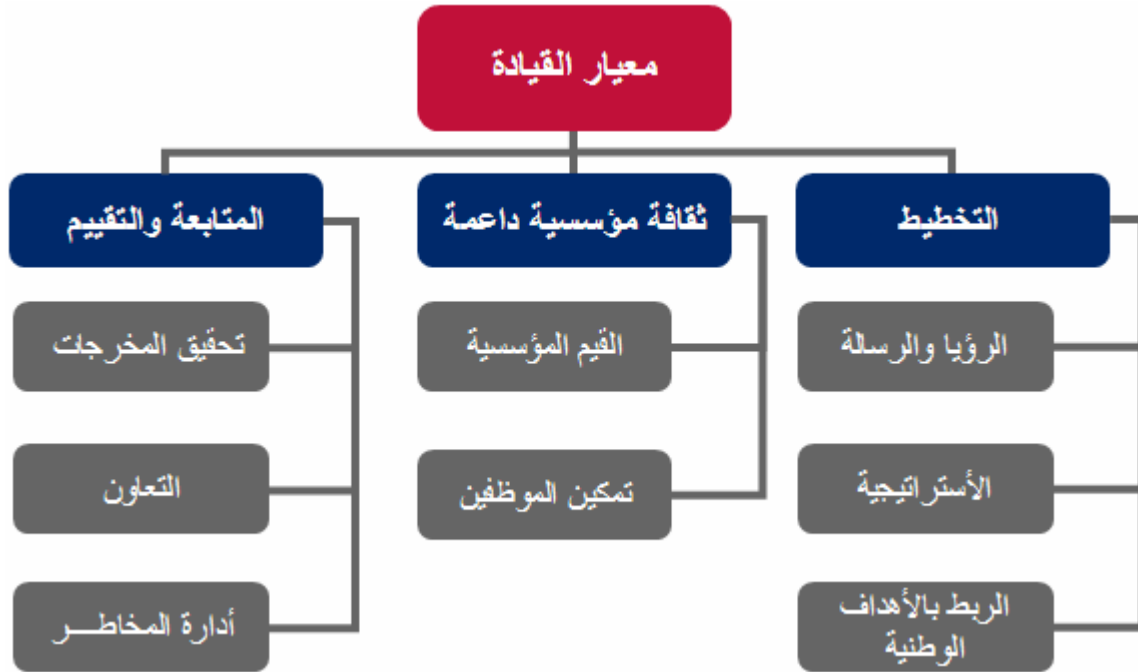 معيار القيادة
التخطيط
ثقافة مؤسسية داعمة
المتابعة والتقييم
الرؤيا والرسالة
القيم المؤسسية
تحقيق المخرجات
الأستراتيجية
تمكين الموظفين
التعاون
الربط بالأهداف
الوطنية
أدارة المخاطـــر